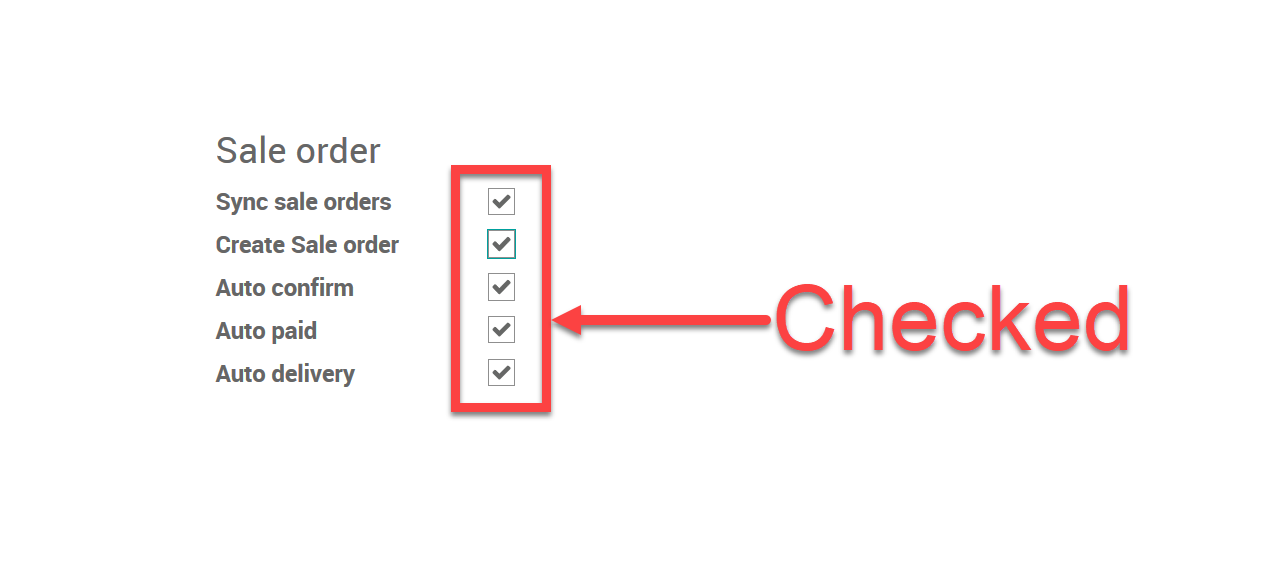 Sale order
Sync sale orders
Create Sale order
Auto confirm
Auto paid
Auto delivery
Checked